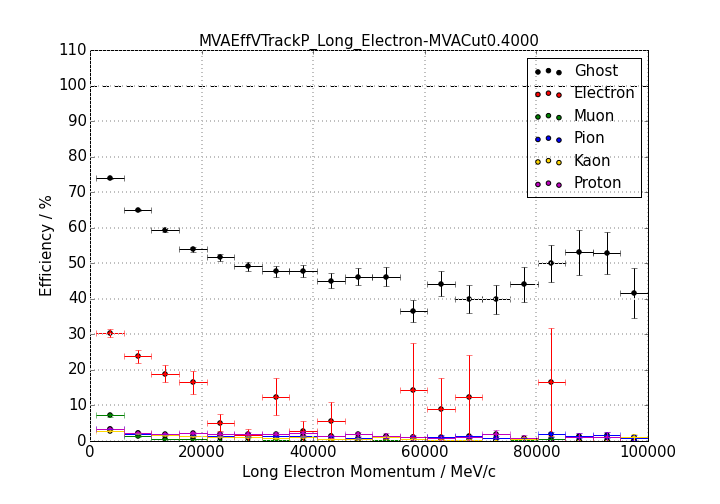 MVAEffVTrackP_Long_Electron-MVACut0.4000
110
100
90
80
70
60
50
40
30
20
10
0
Efficiency / %
Ghost
Electron
Muon
Pion
Kaon
Proton
0 20000 40000 60000 80000 100000
Long Electron Momentum / MeV/c